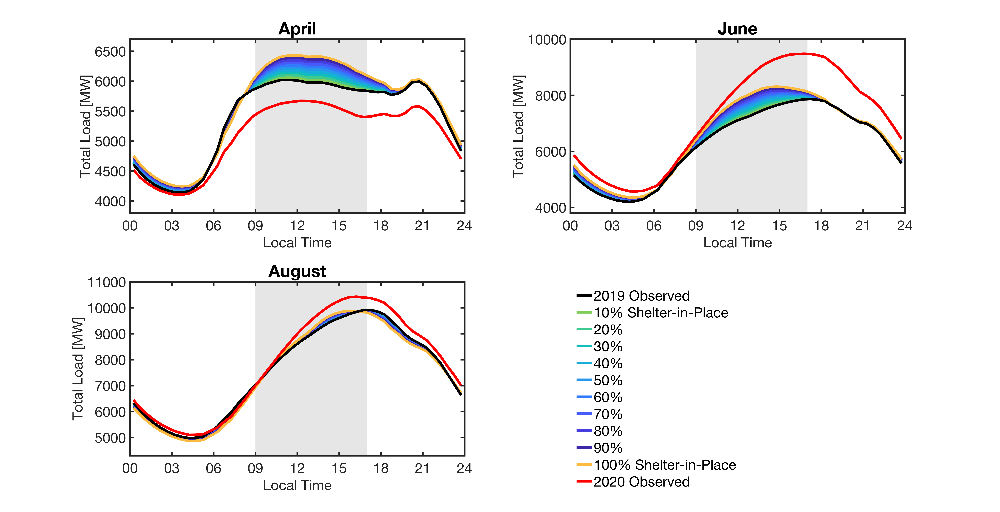 April
Total Load [MW]
6500
6000
5500
5000
4500
4000
00 03 06 09 12 15 18 21 24
Local Time
June
Total Load [MW]
10000
8000
6000
4000
00 03 06 09 12 15 18 21 24
Local Time
August
Total Load [MW]
11000
10000
9000
8000
7000
6000
5000
00 03 06 09 12 15 18 21 24
Local Time
2019 Observed
10% Shelter-in-Place
20%
30%
40%
50%
60%
70%
80%
90%
100% Shelter-in-Place
2020 Observed